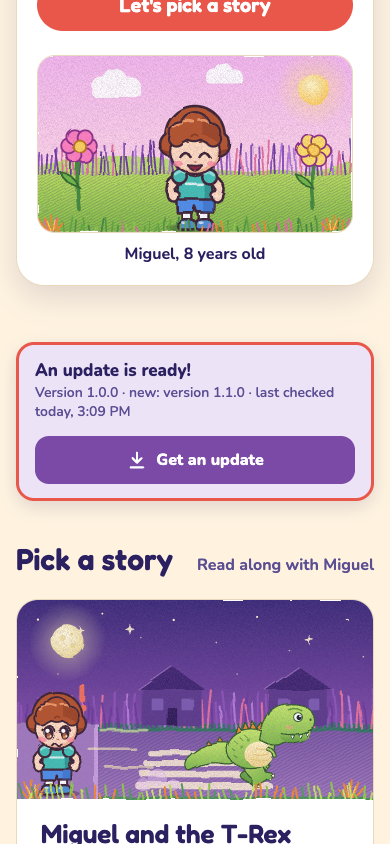 Let's pick a story
Miguel, 8 years old
An update is ready!
Version 1.0.0 · new: version 1.1.0 · last checked
today, 3:09 PM
Get an update
Pick a story
Read along with Miguel
Miguel and the T-Rex